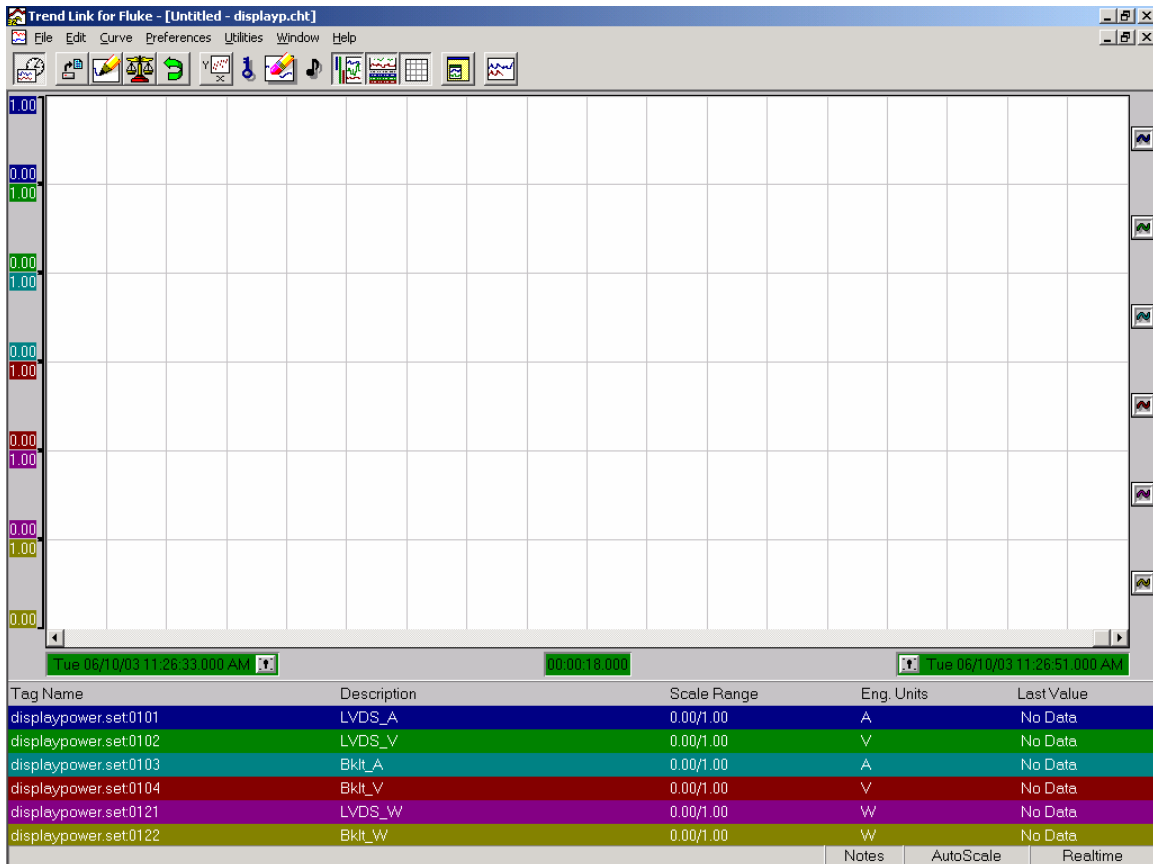 Trend Link for Fluke - [Untitled - displayp.cht]
File Edit Curve Preferences Utilities Window Help
Y
X
1.00
0.00
1.00
0.00
1.00
0.00
1.00
0.00
1.00
0.00
1.00
0.00
Tue 06/10/03 11:26:33.000 AM 00:00:18.000 Tue 06/10/03 11:26:51.000 AM
Tag Name Description Scale Range Eng. Units Last Value
displaypower.set:0101 LVDS_A 0.00/1.00 A No Data
displaypower.set:0102 LVDS_V 0.00/1.00 V No Data
displaypower.set:0103 Bklt_A 0.00/1.00 A No Data
displaypower.set:0104 Bklt_V 0.00/1.00 V No Data
displaypower.set:0121 LVDS_W 0.00/1.00 W No Data
displaypower.set:0122 Bklt_W 0.00/1.00 W No Data
Notes AutoScale Realtime